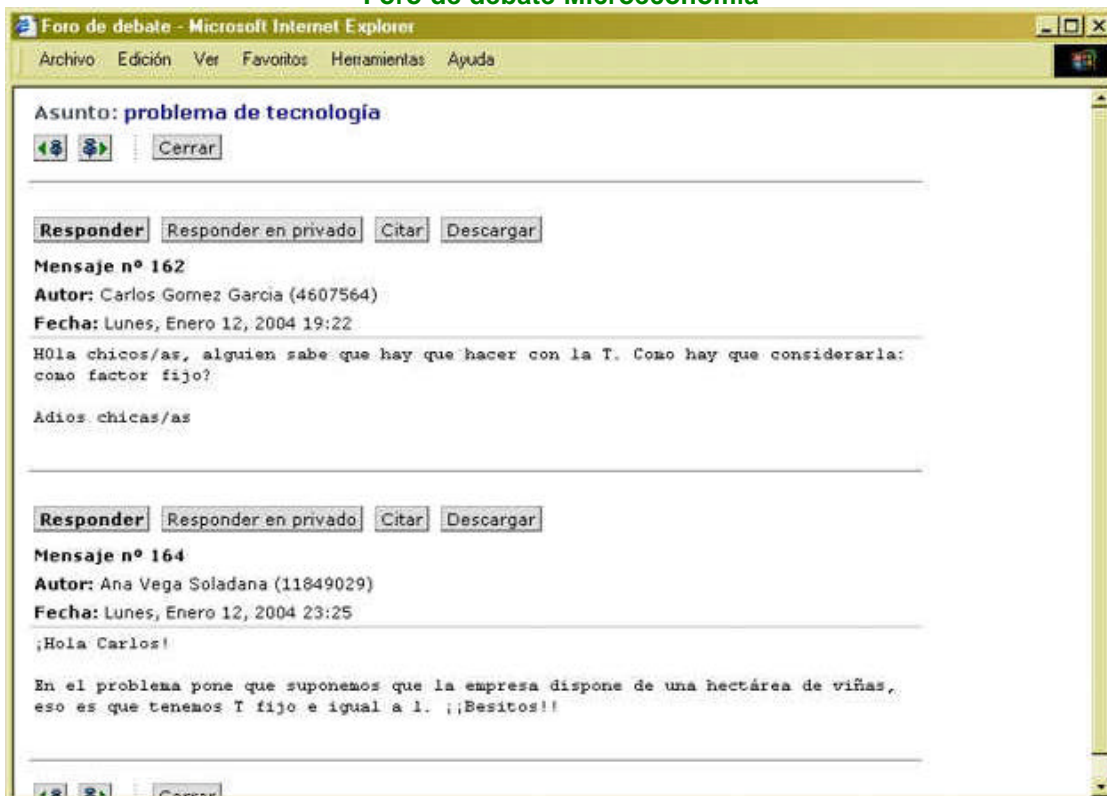 Foro de debate Microeconomía
Foro de debate - Microsoft Internet Explorer
Archivo Edición Ver Favoritos Herramientas Ayuda
Asunto: problema de tecnología
Cerrar
Responder Responder en privado Citar Descargar
Mensaje nº 162
Autor: Carlos Gomez Garcia (4607564)
Fecha: Lunes, Enero 12, 2004 19:22
HOla chicos/as, alguien sabe que hay que hacer con la T. Como hay que considerarla:
como factor fijo?
Adios chicas/as
Responder Responder en privado Citar Descargar
Mensaje nº 164
Autor: Ana Vega Soladana (11849029)
Fecha: Lunes, Enero 12, 2004 23:25
¡Hola Carlos!
En el problema pone que suponemos que la empresa dispone de una hectárea de viñas,
eso es que tenemos T fijo e igual a 1. ¡¡Besitos!!
Cerrar